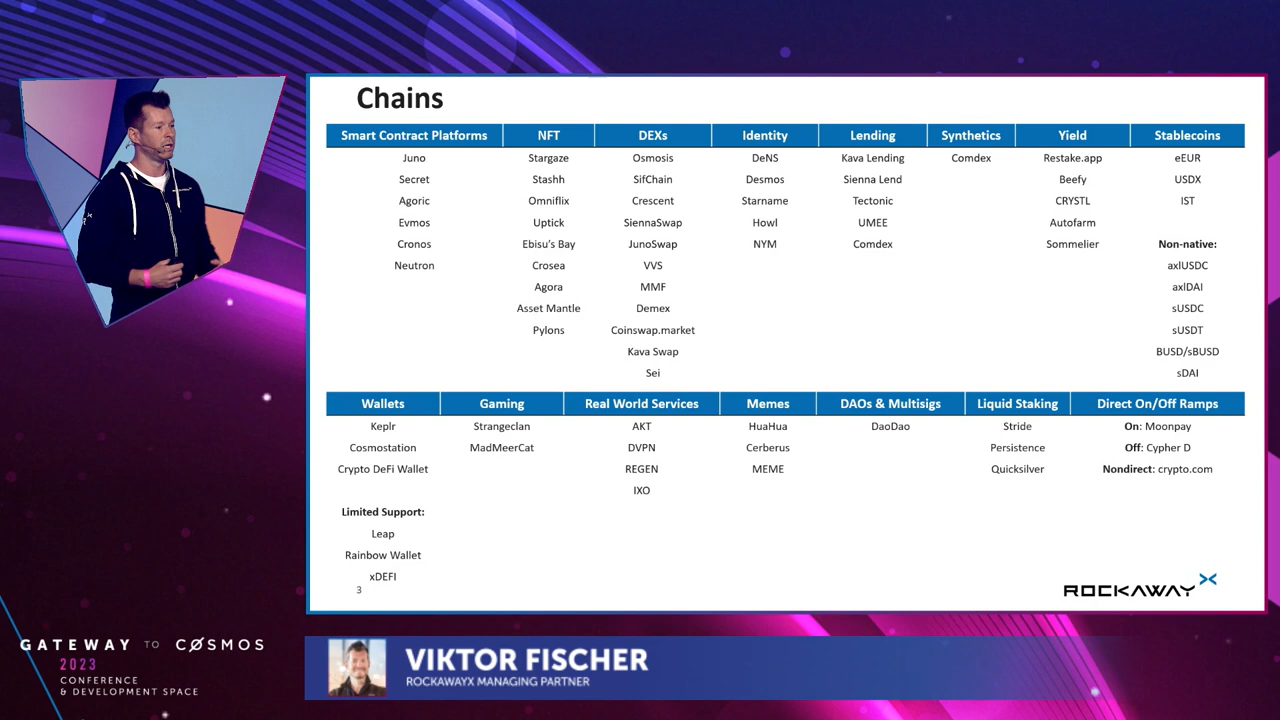 Chains
Smart Contract Platforms NFT DEXs Identity Lending Synthetics Yield Stablecoins
Juno Stargaze Osmosis DeNS Kava Lending Comdex Restake.app eEUR
Secret Stashh SifChain Desmos Sienna Lend Beefy USDX
Agoric Omniflix Crescent Starname Tectonic CRYSTL IST
Evmos Uptick SiennaSwap Howl UMEE Autofarm
Cronos Ebisu's Bay JunoSwap NYM Comdex Sommelier Non-native:
Neutron Crosea VVS axlUSDC
Agora MMF axlDAI
Asset Mantle Demex sUSDC
Pylons Coinswap.market sUSDT
Kava Swap BUSD/sBUSD
Sei sDAI
Wallets Gaming Real World Services Memes DAOs & Multisigs Liquid Staking Direct On/Off Ramps
Keplr Strangeclan AKT HuaHua DaoDao Stride On: Moonpay
Cosmostation MadMeerCat DVPN Cerberus Persistence Off: Cypher D
Crypto DeFi Wallet REGEN MEME Quicksilver Nondirect: crypto.com
IXO
Limited Support:
Leap
Rainbow Wallet
xDEFI
3
ROCKAWAY X
GATEWAY TO COSMOS
2023
CONFERENCE
& DEVELOPMENT SPACE
VIKTOR FISCHER
ROCKAWAYX MANAGING PARTNER